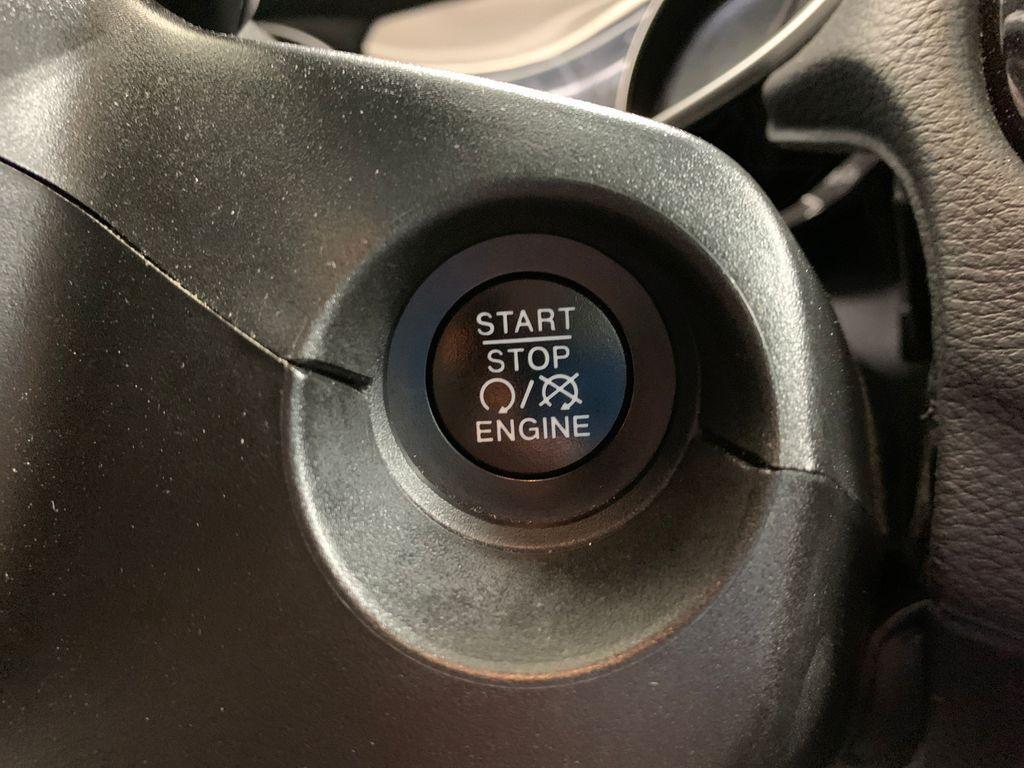 START
STOP
/
ENGINE